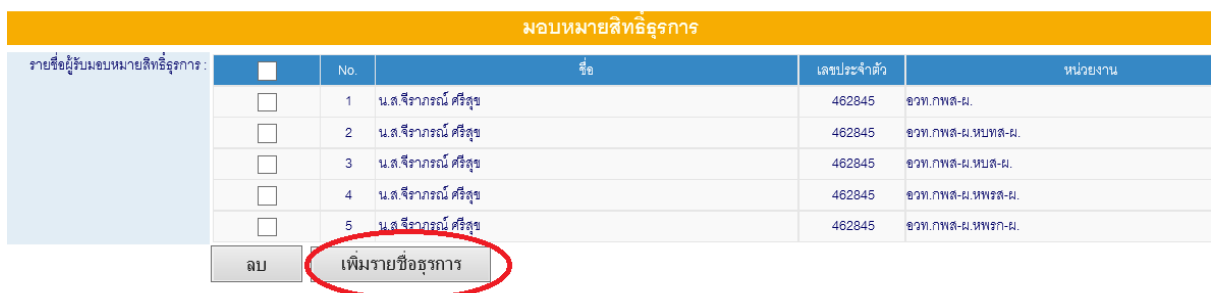 มอบหมายสิทธิ์ธุรการ
รายชื่อผู้รับมอบหมายสิทธิ์ธุรการ : No. ชื่อ เลขประจำตัว หน่วยงาน
1 น.ส.จีราภรณ์ ศรีสุข 462845 อวท.กพส-ผ.
2 น.ส.จีราภรณ์ ศรีสุข 462845 อวท.กพส-ผ.หบทส-ผ.
3 น.ส.จีราภรณ์ ศรีสุข 462845 อวท.กพส-ผ.หบส-ผ.
4 น.ส.จีราภรณ์ ศรีสุข 462845 อวท.กพส-ผ.หพรส-ผ.
5 น.ส.จีราภรณ์ ศรีสุข 462845 อวท.กพส-ผ.หพรก-ผ.
ลบ เพิ่มรายชื่อธุรการ